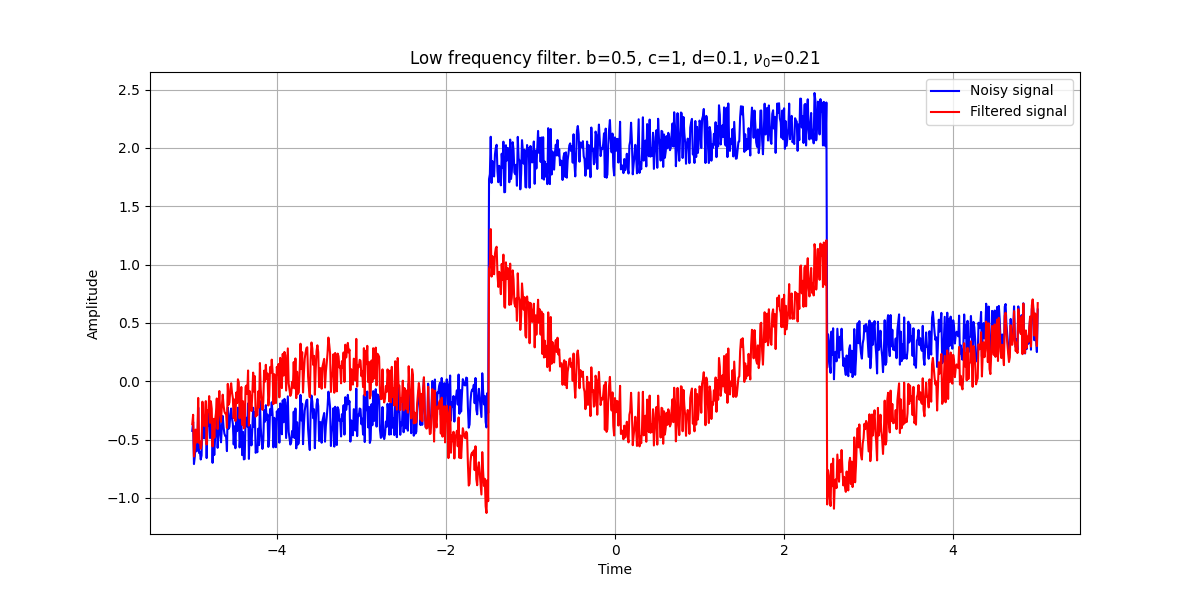 Low frequency filter. b=0.5, c=1, d=0.1, ν₀=0.21
Noisy signal
Filtered signal
2.5
2.0
1.5
1.0
0.5
0.0
−0.5
−1.0
Amplitude
−4
−2
0
2
4
Time